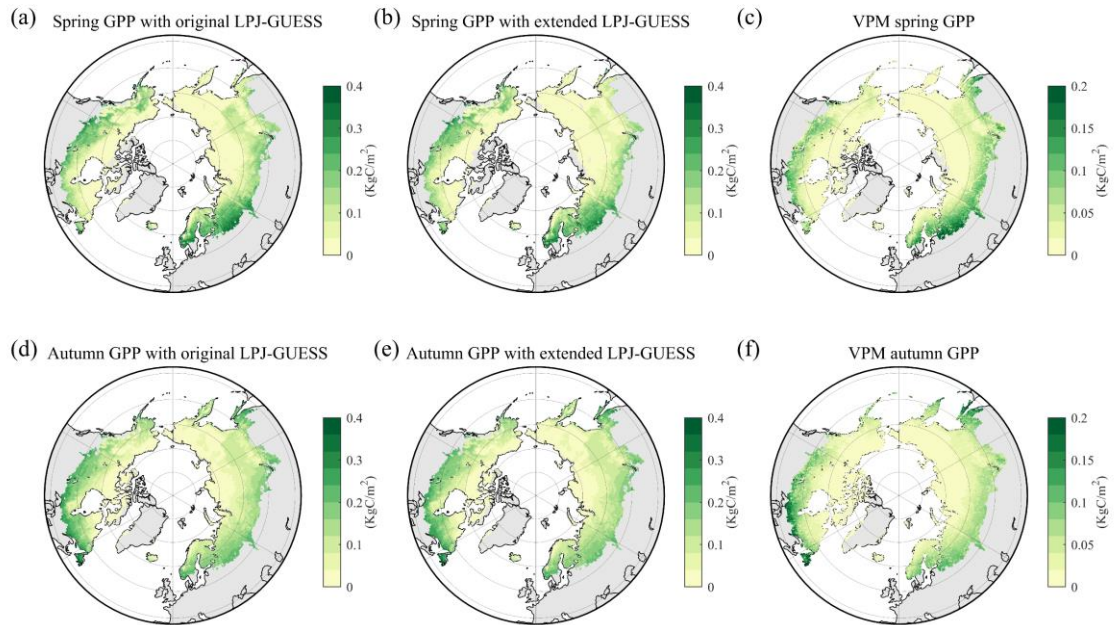 (a) Spring GPP with original LPJ-GUESS
0.4
0.3
0.2
0.1
0
(KgC/m²)
(b) Spring GPP with extended LPJ-GUESS
0.4
0.3
0.2
0.1
0
(KgC/m²)
(c) VPM spring GPP
0.2
0.15
0.1
0.05
0
(KgC/m²)
(d) Autumn GPP with original LPJ-GUESS
0.4
0.3
0.2
0.1
0
(KgC/m²)
(e) Autumn GPP with extended LPJ-GUESS
0.4
0.3
0.2
0.1
0
(KgC/m²)
(f) VPM autumn GPP
0.2
0.15
0.1
0.05
0
(KgC/m²)